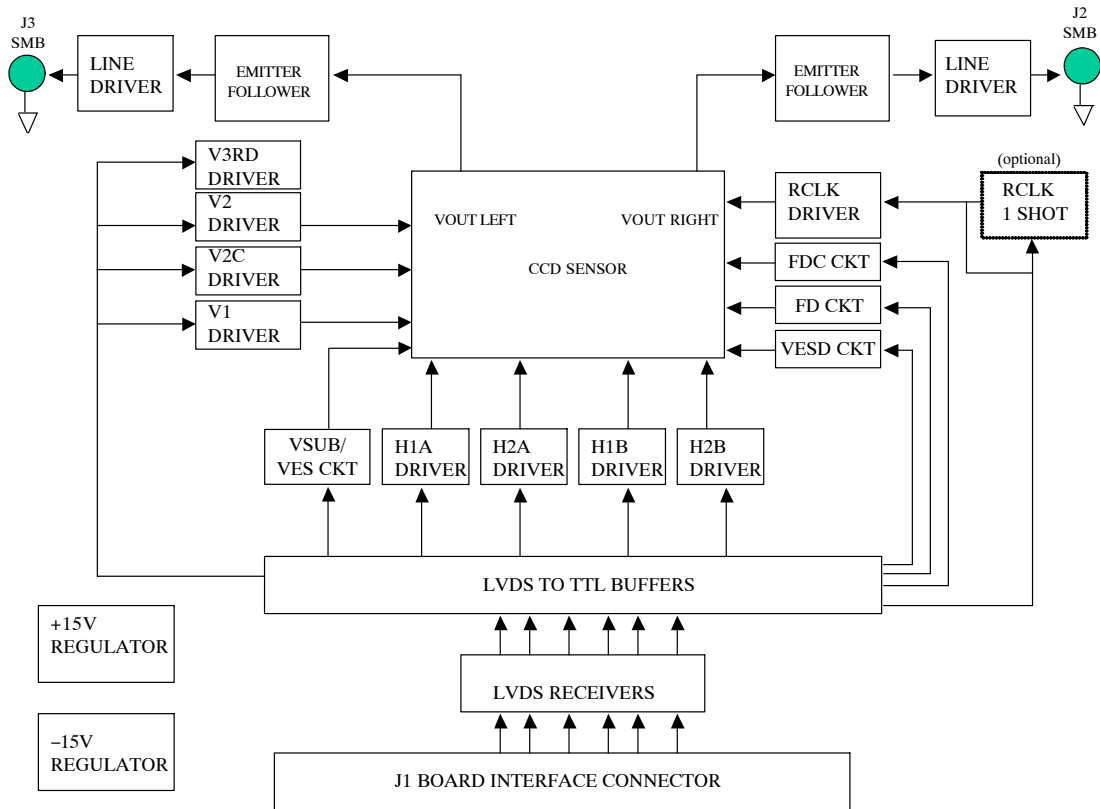 J3
SMB
J2
SMB
LINE
DRIVER
EMITTER
FOLLOWER
EMITTER
FOLLOWER
LINE
DRIVER
V3RD
DRIVER
V2
DRIVER
V2C
DRIVER
V1
DRIVER
VOUT LEFT
VOUT RIGHT
CCD SENSOR
RCLK
DRIVER
(optional)
RCLK
1 SHOT
FDC CKT
FD CKT
VESD CKT
VSUB/
VES CKT
H1A
DRIVER
H2A
DRIVER
H1B
DRIVER
H2B
DRIVER
LVDS TO TTL BUFFERS
+15V
REGULATOR
LVDS RECEIVERS
−15V
REGULATOR
J1 BOARD INTERFACE CONNECTOR